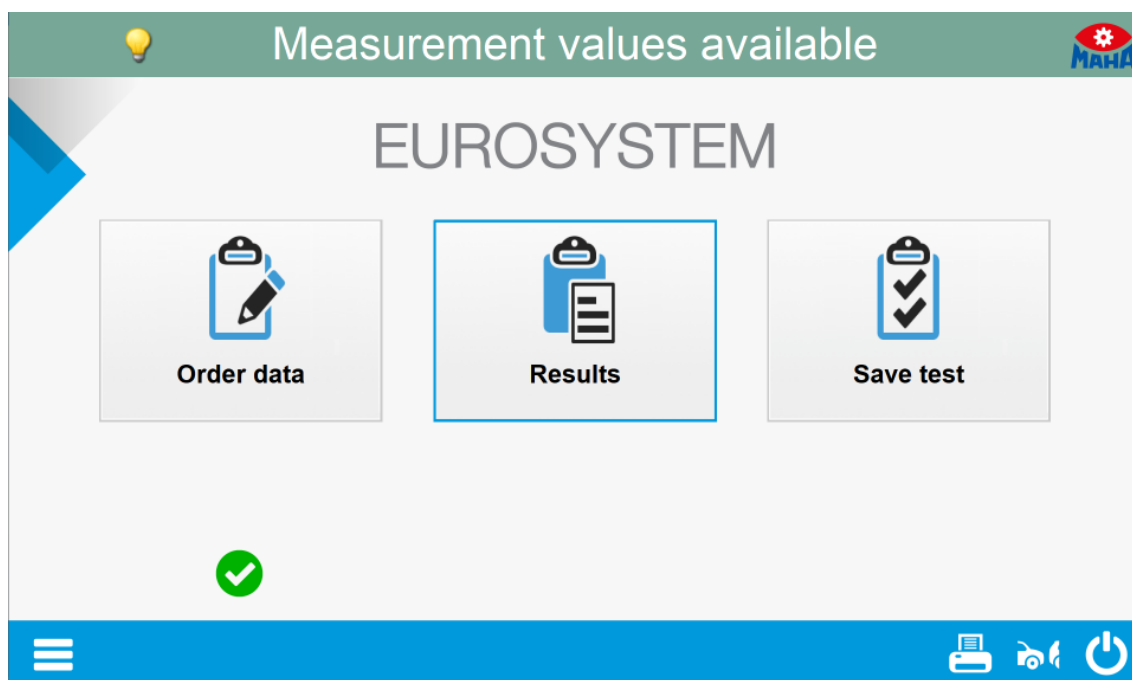 Measurement values available
MAHA
EUROSYSTEM
Order data
Results
Save test